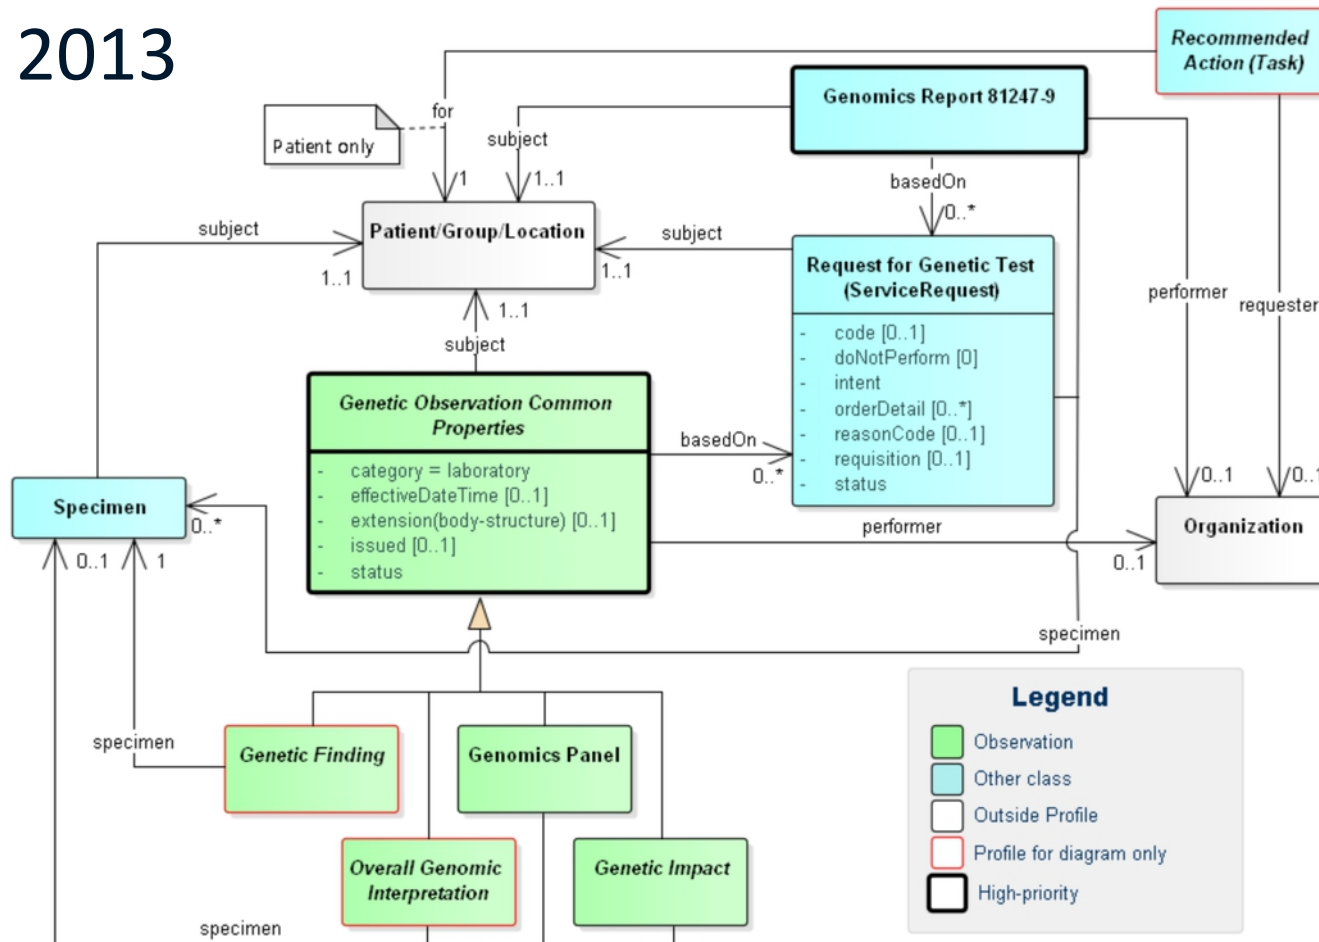 2013
Recommended
Action (Task)
Genomics Report 81247-9
for
Patient only
subject
1
1..1
basedOn
0..*
subject
Patient/Group/Location
subject
1..1
1..1
Request for Genetic Test
(ServiceRequest)
performer
requester
1..1
subject
- code [0..1]
- doNotPerform [0]
- intent
- orderDetail [0..*]
- reasonCode [0..1]
- requisition [0..1]
- status
Genetic Observation Common
Properties
- category = laboratory
- effectiveDateTime [0..1]
- extension(body-structure) [0..1]
- issued [0..1]
- status
basedOn
0..*
0..1
0..1
Specimen
0..*
performer
Organization
0..1
0..1
1
specimen
specimen
Genetic Finding
Genomics Panel
Overall Genomic
Interpretation
Genetic Impact
specimen
Legend
Observation
Other class
Outside Profile
Profile for diagram only
High-priority